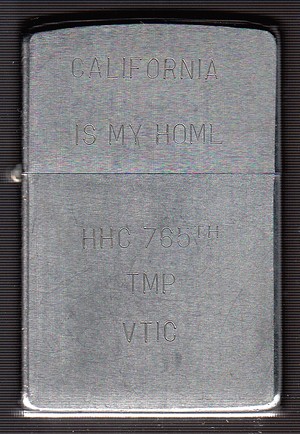 CALIFORNIA
IS MY HOME
HHC 765TH
TMP
VTIC